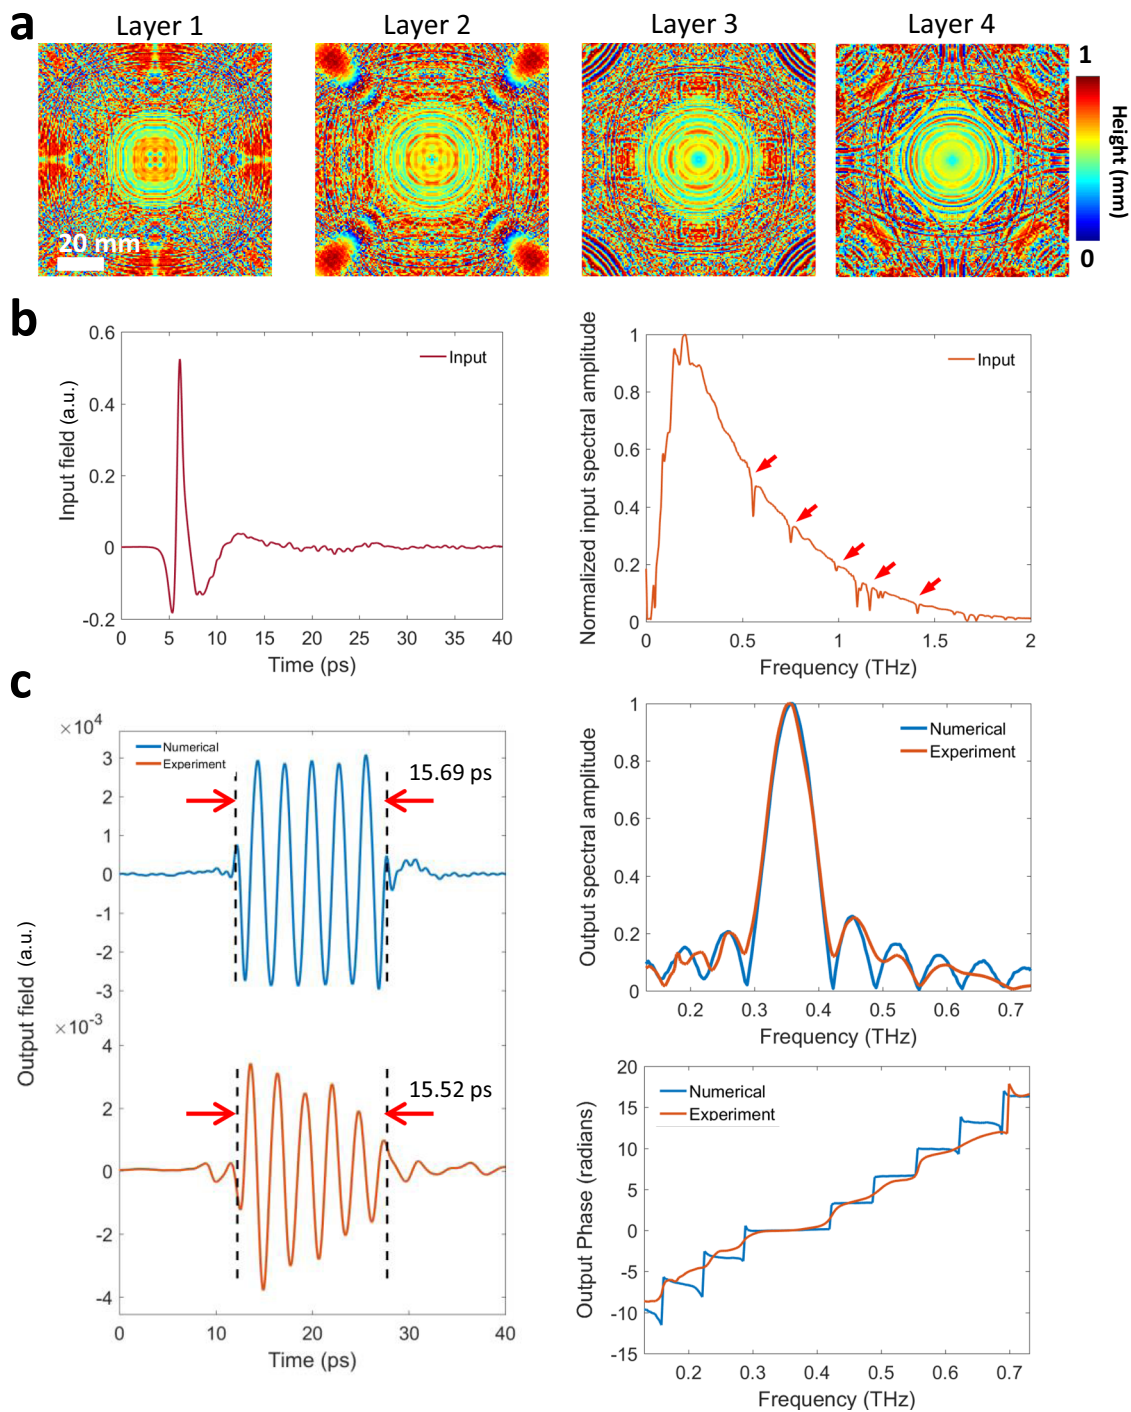 a
Layer 1 Layer 2 Layer 3 Layer 4
20 mm
1
Height (mm)
0
b
0.6
0.4
0.2
0
-0.2
Input field (a.u.)
Input
0 5 10 15 20 25 30 35 40
Time (ps)
1
0.8
0.6
0.4
0.2
0
Normalized input spectral amplitude
Input
0 0.5 1 1.5 2
Frequency (THz)
c
×10⁴
Numerical
Experiment
3
2
1
0
-1
-2
-3
15.69 ps
Output field (a.u.)
×10⁻³
4
2
0
-2
-4
15.52 ps
0 10 20 30 40
Time (ps)
1
0.8
0.6
0.4
0.2
0
Output spectral amplitude
Numerical
Experiment
0.2 0.3 0.4 0.5 0.6 0.7
Frequency (THz)
20
15
10
5
0
-5
-10
-15
Output Phase (radians)
Numerical
Experiment
0.2 0.3 0.4 0.5 0.6 0.7
Frequency (THz)